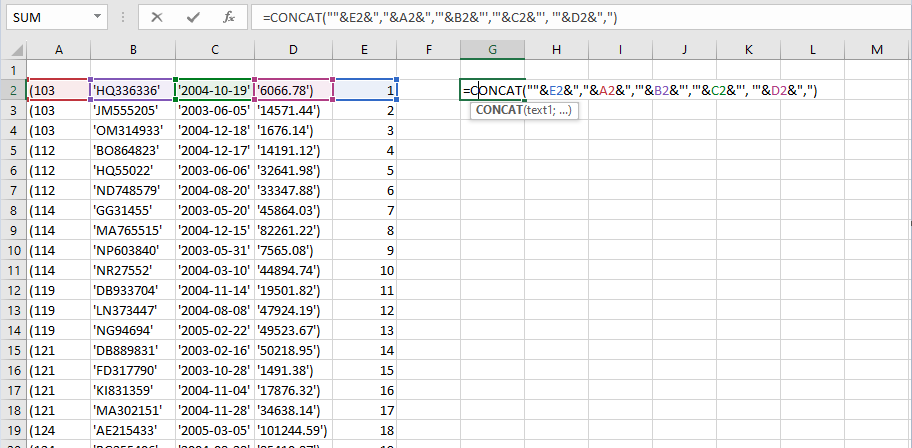 SUM =CONCAT(""&E2&","&A2&",'"&B2&"','"&C2&"', '"&D2&",")
A B C D E F G H I J K L M
1
2 (103 'HQ336336' '2004-10-19' '6066.78') 1 =CONCAT(""&E2&","&A2&",'"&B2&"','"&C2&"', '"&D2&",")
3 (103 'JM555205' '2003-06-05' '14571.44') 2 CONCAT(text1; ...)
4 (103 'OM314933' '2004-12-18' '1676.14') 3
5 (112 'BO864823' '2004-12-17' '14191.12') 4
6 (112 'HQ55022' '2003-06-06' '32641.98') 5
7 (112 'ND748579' '2004-08-20' '33347.88') 6
8 (114 'GG31455' '2003-05-20' '45864.03') 7
9 (114 'MA765515' '2004-12-15' '82261.22') 8
10 (114 'NP603840' '2003-05-31' '7565.08') 9
11 (114 'NR27552' '2004-03-10' '44894.74') 10
12 (119 'DB933704' '2004-11-14' '19501.82') 11
13 (119 'LN373447' '2004-08-08' '47924.19') 12
14 (119 'NG94694' '2005-02-22' '49523.67') 13
15 (121 'DB889831' '2003-02-16' '50218.95') 14
16 (121 'FD317790' '2003-10-28' '1491.38') 15
17 (121 'KI831359' '2004-11-04' '17876.32') 16
18 (121 'MA302151' '2004-11-28' '34638.14') 17
19 (124 'AE215433' '2005-03-05' '101244.59') 18